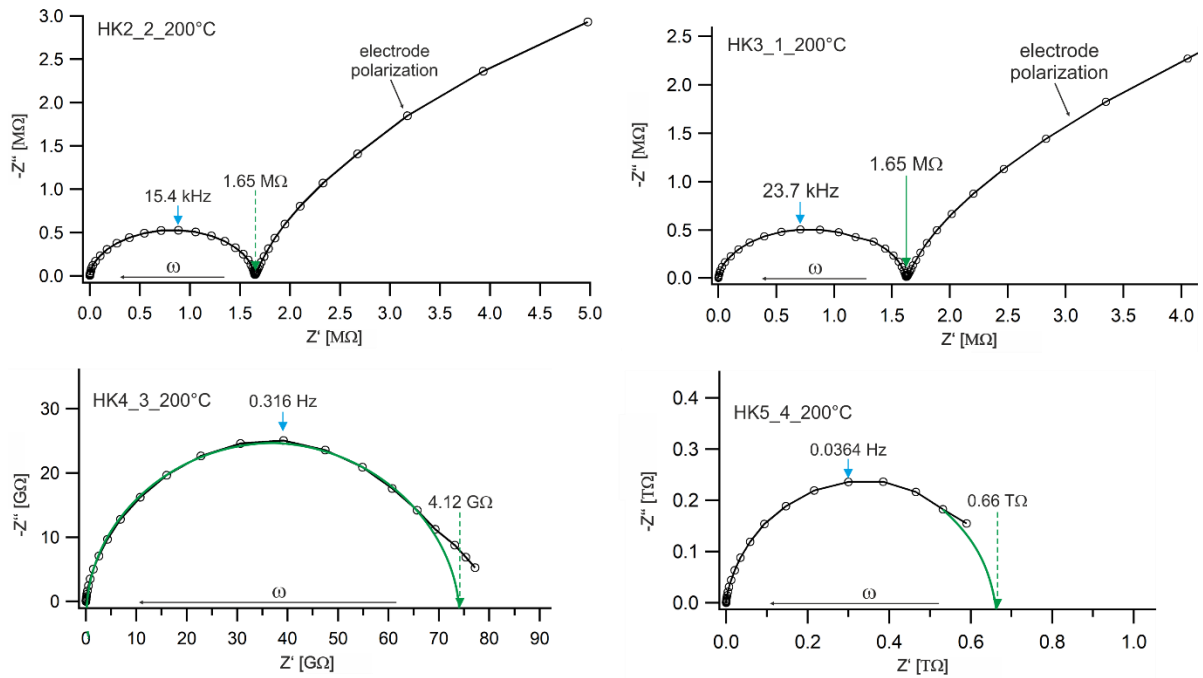 HK2_2_200°C
electrode
polarization
15.4 kHz
1.65 MΩ
ω
-Z“ [MΩ]
3.0
2.5
2.0
1.5
1.0
0.5
0.0
0.0 0.5 1.0 1.5 2.0 2.5 3.0 3.5 4.0 4.5 5.0
Z‘ [MΩ]
HK3_1_200°C
electrode
polarization
23.7 kHz
1.65 MΩ
ω
-Z“ [MΩ]
2.5
2.0
1.5
1.0
0.5
0.0
0.0 0.5 1.0 1.5 2.0 2.5 3.0 3.5 4.0
Z‘ [MΩ]
HK4_3_200°C
0.316 Hz
4.12 GΩ
ω
-Z“ [GΩ]
30
20
10
0
0 10 20 30 40 50 60 70 80 90
Z‘ [GΩ]
HK5_4_200°C
0.0364 Hz
0.66 TΩ
ω
-Z“ [TΩ]
0.4
0.3
0.2
0.1
0.0
0.0 0.2 0.4 0.6 0.8 1.0
Z‘ [TΩ]